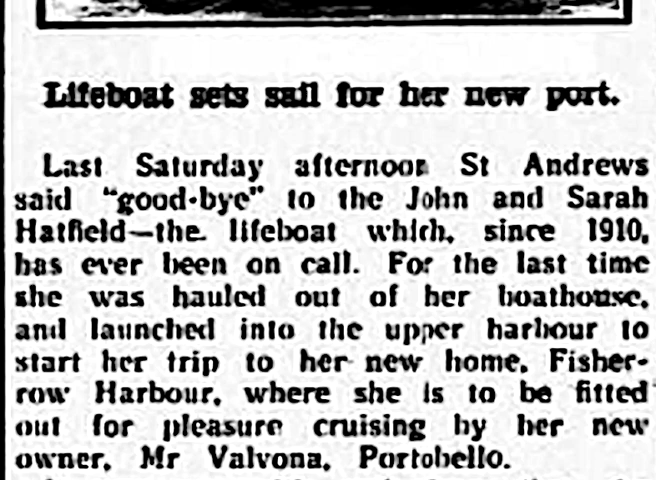 Lifeboat sets sail for her new port.
Last Saturday afternoon St Andrews
said "good-bye" to the John and Sarah
Hatfield—the lifeboat which, since 1910,
has ever been on call. For the last time
she was hauled out of her boathouse,
and launched into the upper harbour to
start her trip to her new home, Fisher-
row Harbour, where she is to be fitted
out for pleasure cruising by her new
owner, Mr Valvona, Portobello.